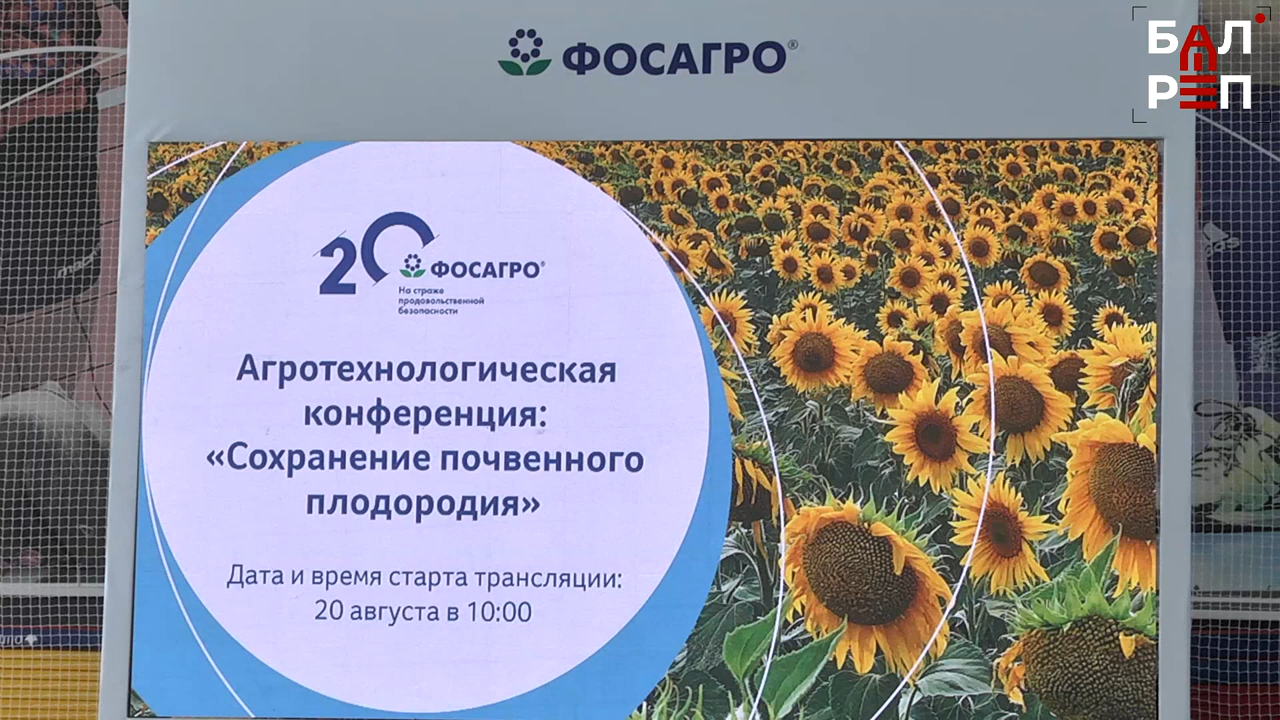 ФОСАГРО®
БАЛ
РЕП
20 ФОСАГРО®
На страже
продовольственной
безопасности
Агротехнологическая
конференция:
«Сохранение почвенного
плодородия»
Дата и время старта трансляции:
20 августа в 10:00